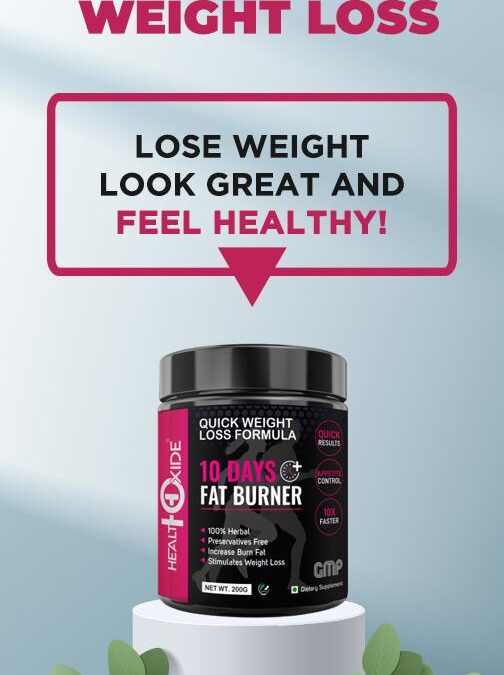 WEIGHT LOSS
LOSE WEIGHT
LOOK GREAT AND
FEEL HEALTHY!
HEALTH OXIDE
QUICK WEIGHT
LOSS FORMULA
10 DAYS
FAT BURNER
100% Herbal
Preservatives Free
Increase Burn Fat
Stimulates Weight Loss
NET WT. 200G
QUICK
RESULTS
APPETITE
CONTROL
10X
FASTER
GMP
Dietary Supplement